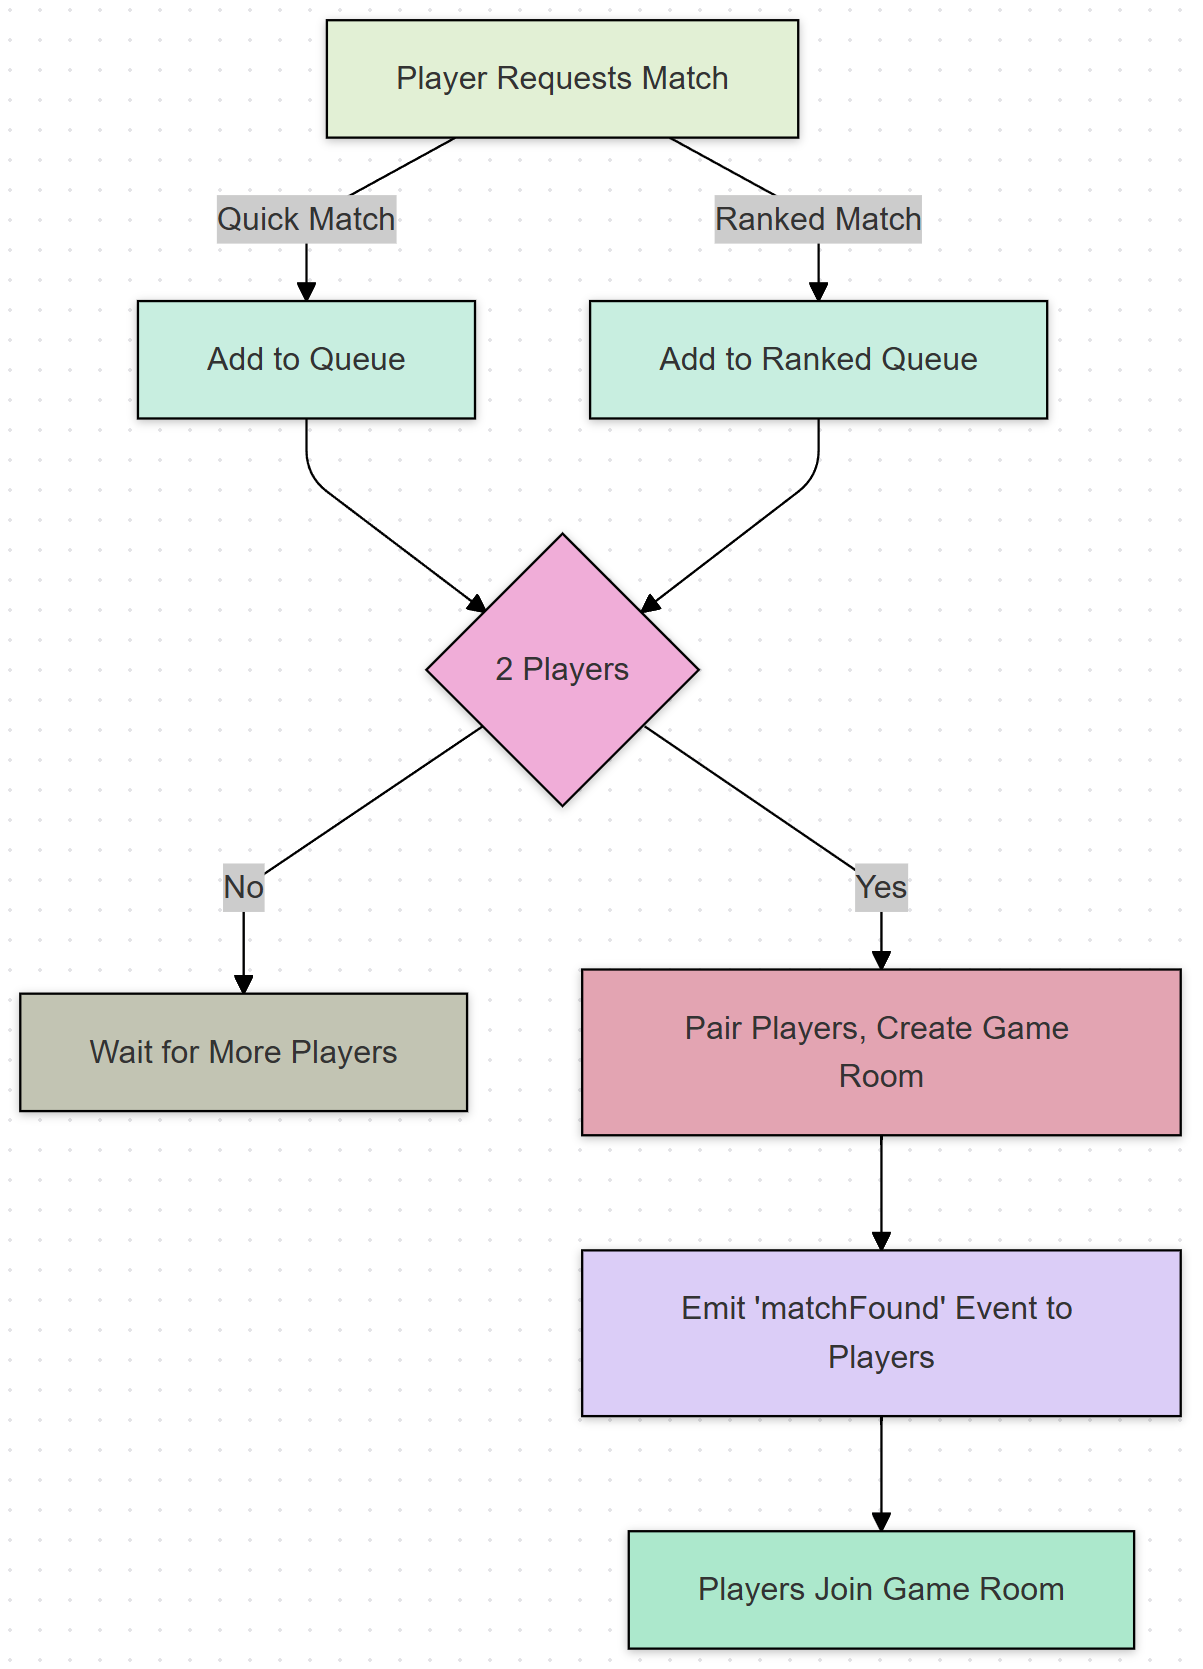 Player Requests Match
Quick Match
Ranked Match
Add to Queue
Add to Ranked Queue
2 Players
No
Yes
Wait for More Players
Pair Players, Create Game
Room
Emit 'matchFound' Event to
Players
Players Join Game Room